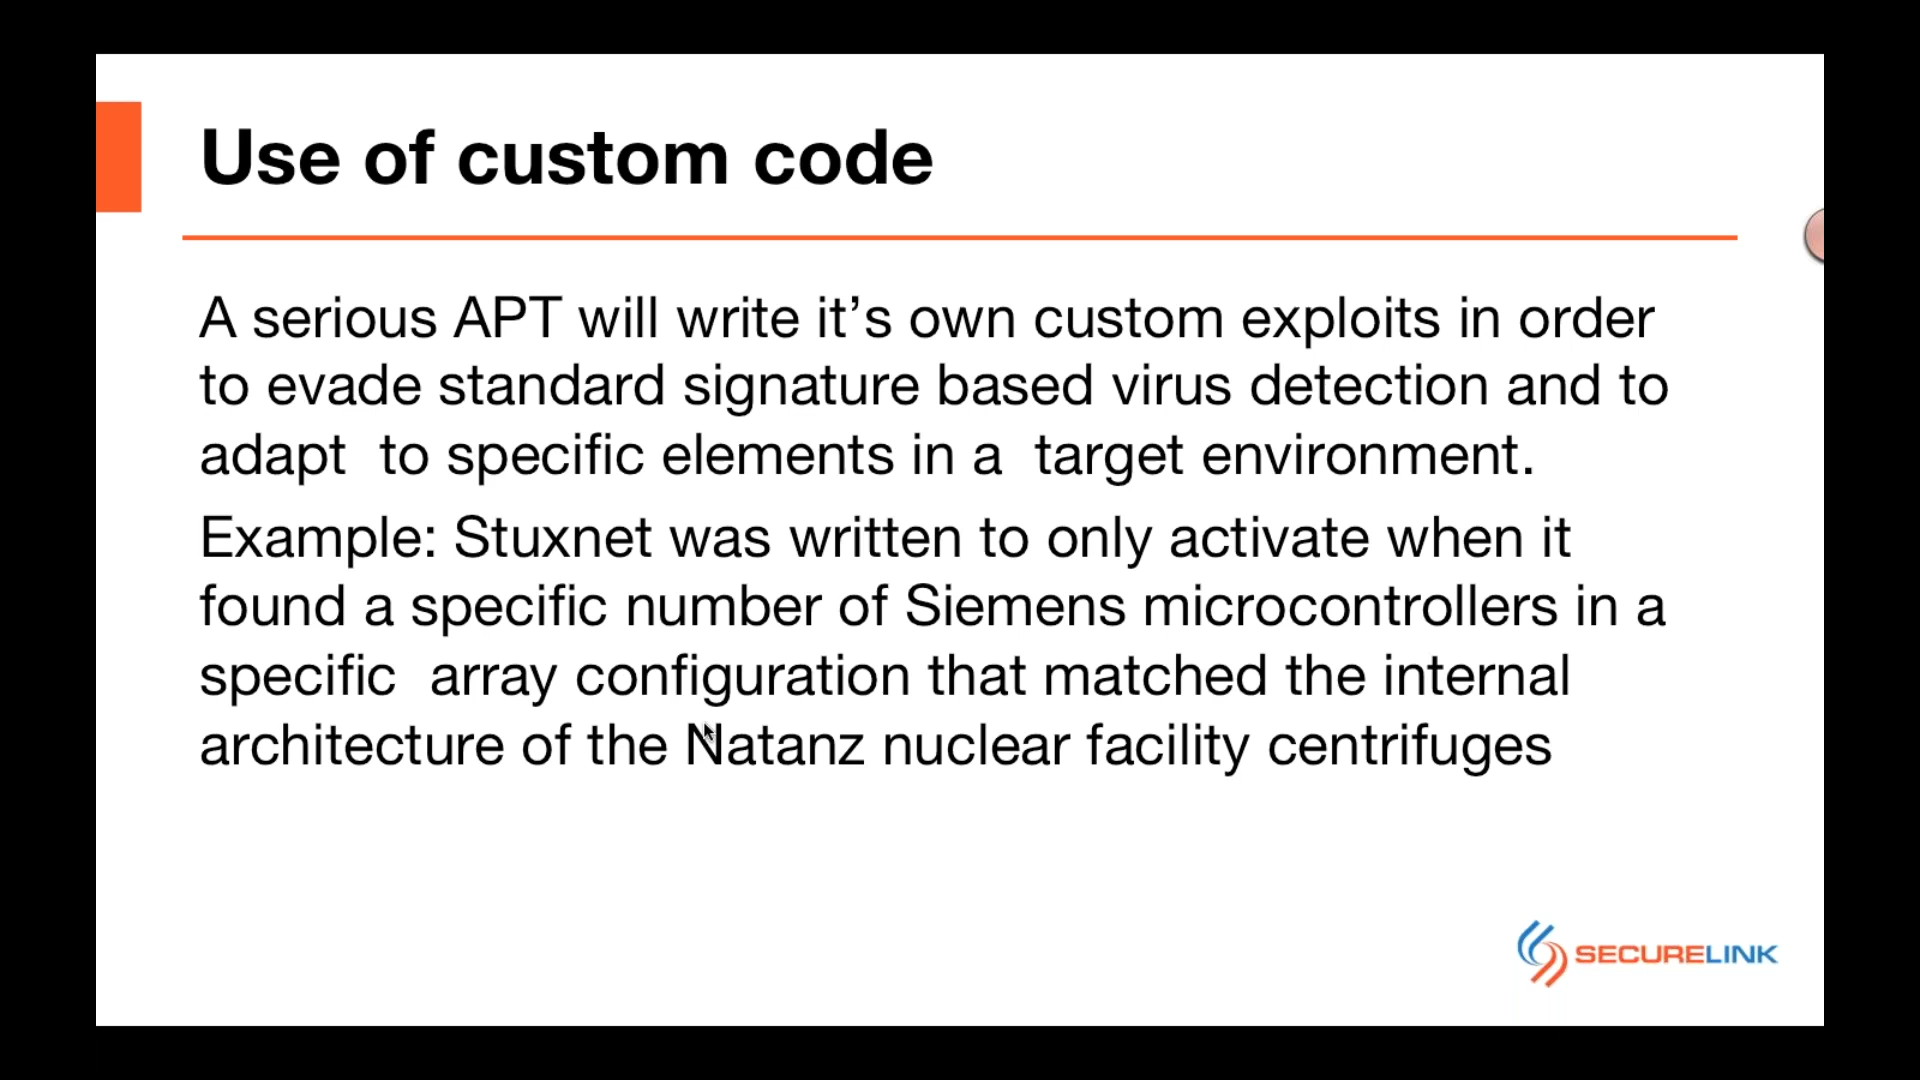 Use of custom code
A serious APT will write it’s own custom exploits in order
to evade standard signature based virus detection and to
adapt  to specific elements in a  target environment.
Example: Stuxnet was written to only activate when it
found a specific number of Siemens microcontrollers in a
specific  array configuration that matched the internal
architecture of the Natanz nuclear facility centrifuges
SECURELINK